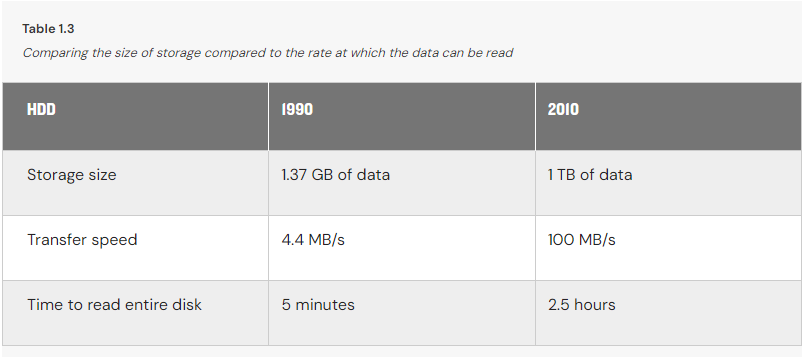 Table 1.3
Comparing the size of storage compared to the rate at which the data can be read
HDD 1990 2010
Storage size 1.37 GB of data 1 TB of data
Transfer speed 4.4 MB/s 100 MB/s
Time to read entire disk 5 minutes 2.5 hours